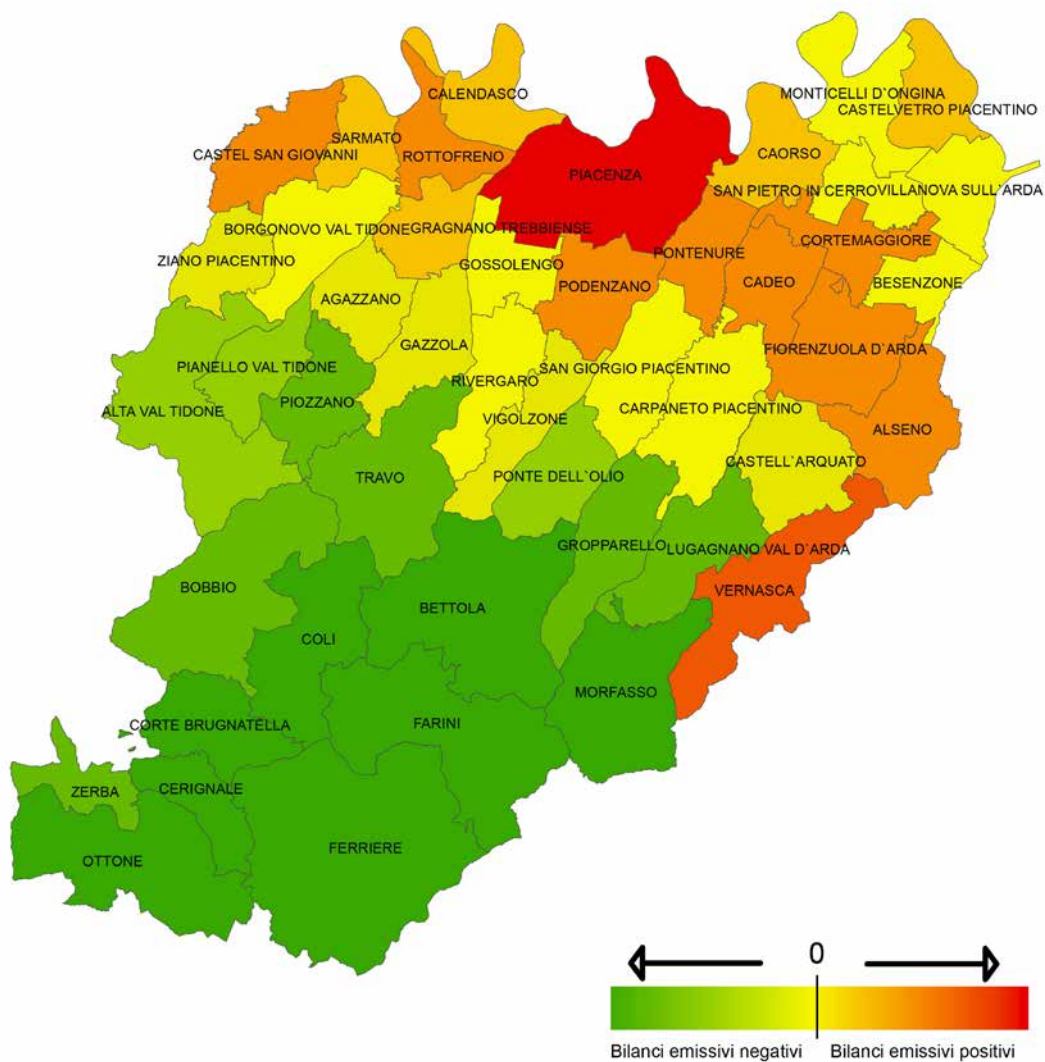 CALENDASCO
MONTICELLI D`ONGINA
CASTELVETRO PIACENTINO
SARMATO
CASTEL SAN GIOVANNI
ROTTOFRENO
CAORSO
PIACENZA
SAN PIETRO IN CERRO
VILLANOVA SULL`ARDA
BORGONOVO VAL TIDONE
GRAGNANO TREBBIENSE
CORTEMAGGIORE
ZIANO PIACENTINO
GOSSOLENGO
PONTENURE
CADEO
BESENZONE
PODENZANO
AGAZZANO
GAZZOLA
FIORENZUOLA D`ARDA
PIANELLO VAL TIDONE
SAN GIORGIO PIACENTINO
RIVERGARO
PIOZZANO
ALTA VAL TIDONE
VIGOLZONE
CARPANETO PIACENTINO
ALSENO
CASTELL`ARQUATO
TRAVO
PONTE DELL`OLIO
GROPPARELLO
LUGAGNANO VAL D`ARDA
BOBBIO
VERNASCA
BETTOLA
COLI
MORFASSO
CORTE BRUGNATELLA
FARINI
ZERBA
CERIGNALE
FERRIERE
OTTONE
0
Bilanci emissivi negativi
Bilanci emissivi positivi